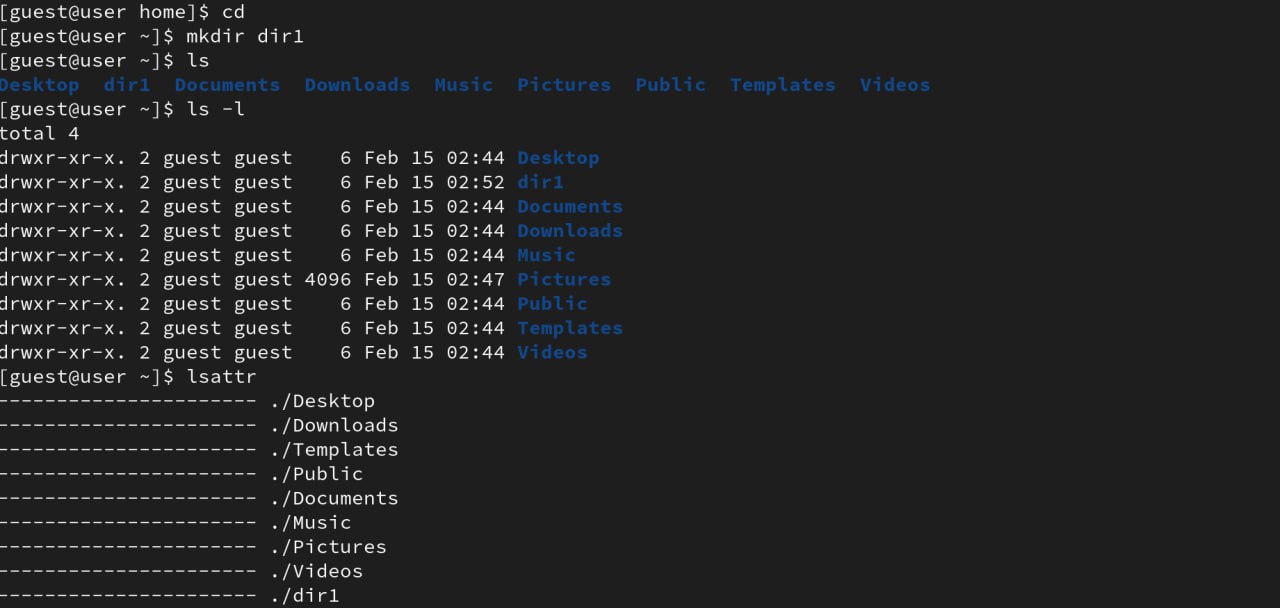 [guest@user home]$ cd
[guest@user ~]$ mkdir dir1
[guest@user ~]$ ls
Desktop  dir1  Documents  Downloads  Music  Pictures  Public  Templates  Videos
[guest@user ~]$ ls -l
total 4
drwxr-xr-x. 2 guest guest    6 Feb 15 02:44 Desktop
drwxr-xr-x. 2 guest guest    6 Feb 15 02:52 dir1
drwxr-xr-x. 2 guest guest    6 Feb 15 02:44 Documents
drwxr-xr-x. 2 guest guest    6 Feb 15 02:44 Downloads
drwxr-xr-x. 2 guest guest    6 Feb 15 02:44 Music
drwxr-xr-x. 2 guest guest 4096 Feb 15 02:47 Pictures
drwxr-xr-x. 2 guest guest    6 Feb 15 02:44 Public
drwxr-xr-x. 2 guest guest    6 Feb 15 02:44 Templates
drwxr-xr-x. 2 guest guest    6 Feb 15 02:44 Videos
[guest@user ~]$ lsattr
---------------------- ./Desktop
---------------------- ./Downloads
---------------------- ./Templates
---------------------- ./Public
---------------------- ./Documents
---------------------- ./Music
---------------------- ./Pictures
---------------------- ./Videos
---------------------- ./dir1